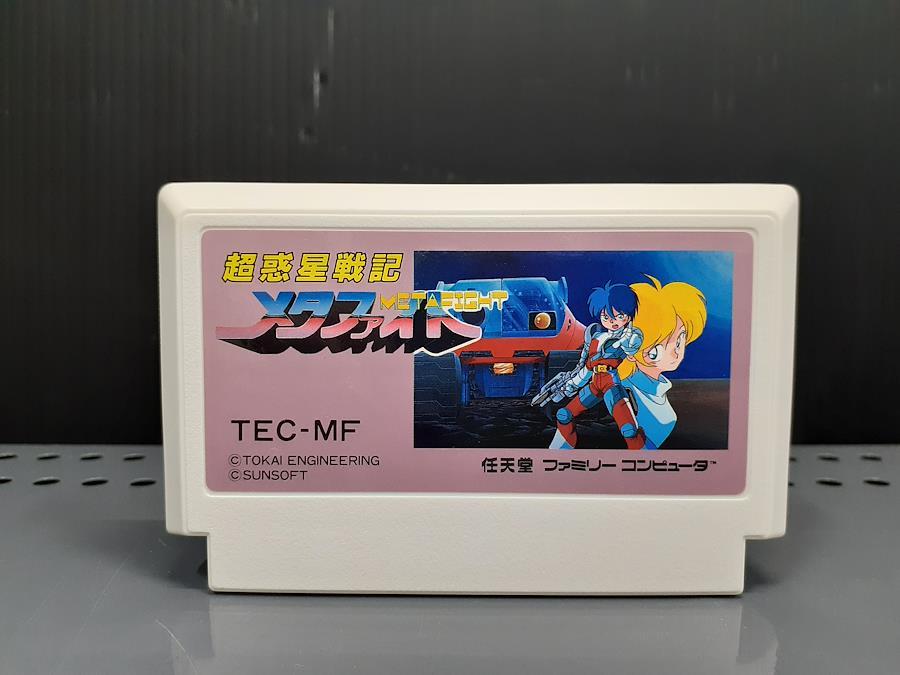 超惑星戦記
メタファイト METAFIGHT
TEC-MF
©TOKAI ENGINEERING
©SUNSOFT
任天堂 ファミリー コンピュータ™